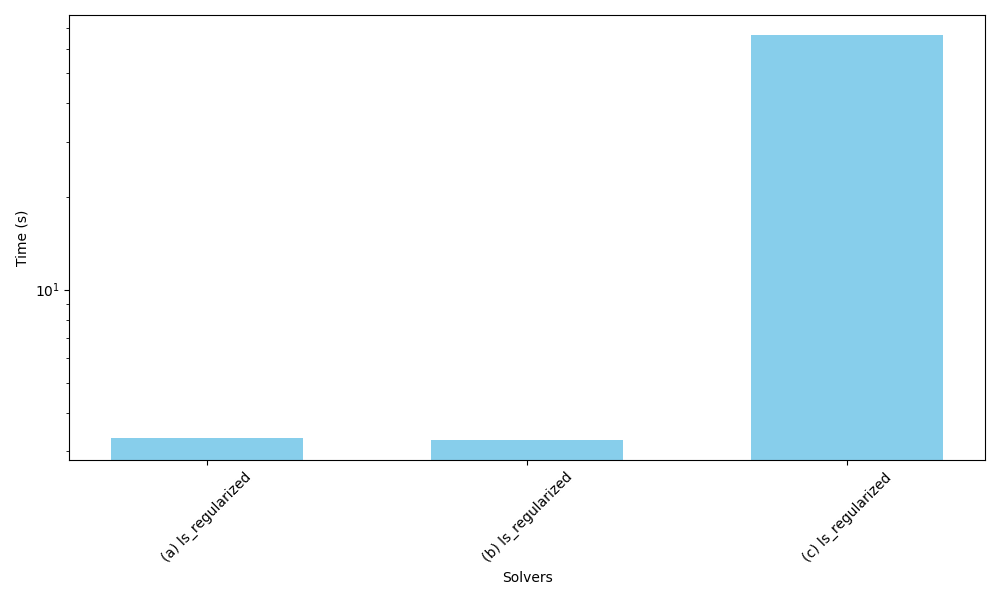 Time (s)
10¹
(a) ls_regularized
(b) ls_regularized
(c) ls_regularized
Solvers